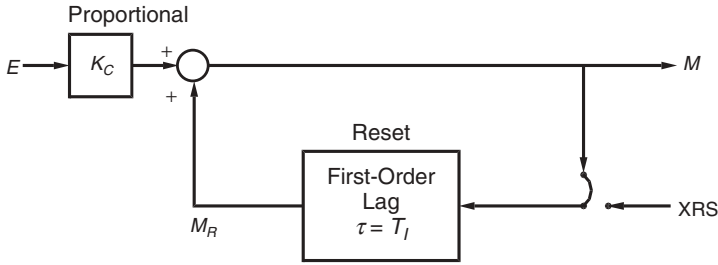 Proportional
E
K_C
+
+
M
Reset
First-Order
Lag
τ = T_I
M_R
XRS